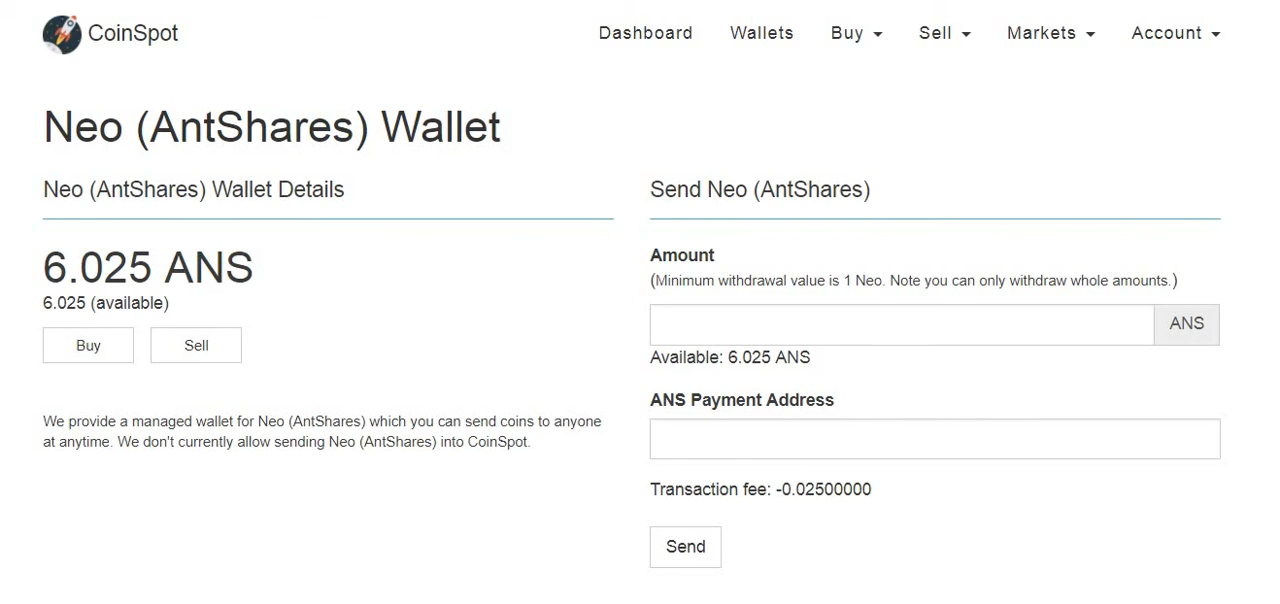 CoinSpot
Dashboard Wallets Buy Sell Markets Account
Neo (AntShares) Wallet
Neo (AntShares) Wallet Details
6.025 ANS
6.025 (available)
Buy Sell
We provide a managed wallet for Neo (AntShares) which you can send coins to anyone
at anytime. We don't currently allow sending Neo (AntShares) into CoinSpot.
Send Neo (AntShares)
Amount
(Minimum withdrawal value is 1 Neo. Note you can only withdraw whole amounts.)
ANS
Available: 6.025 ANS
ANS Payment Address
Transaction fee: -0.02500000
Send